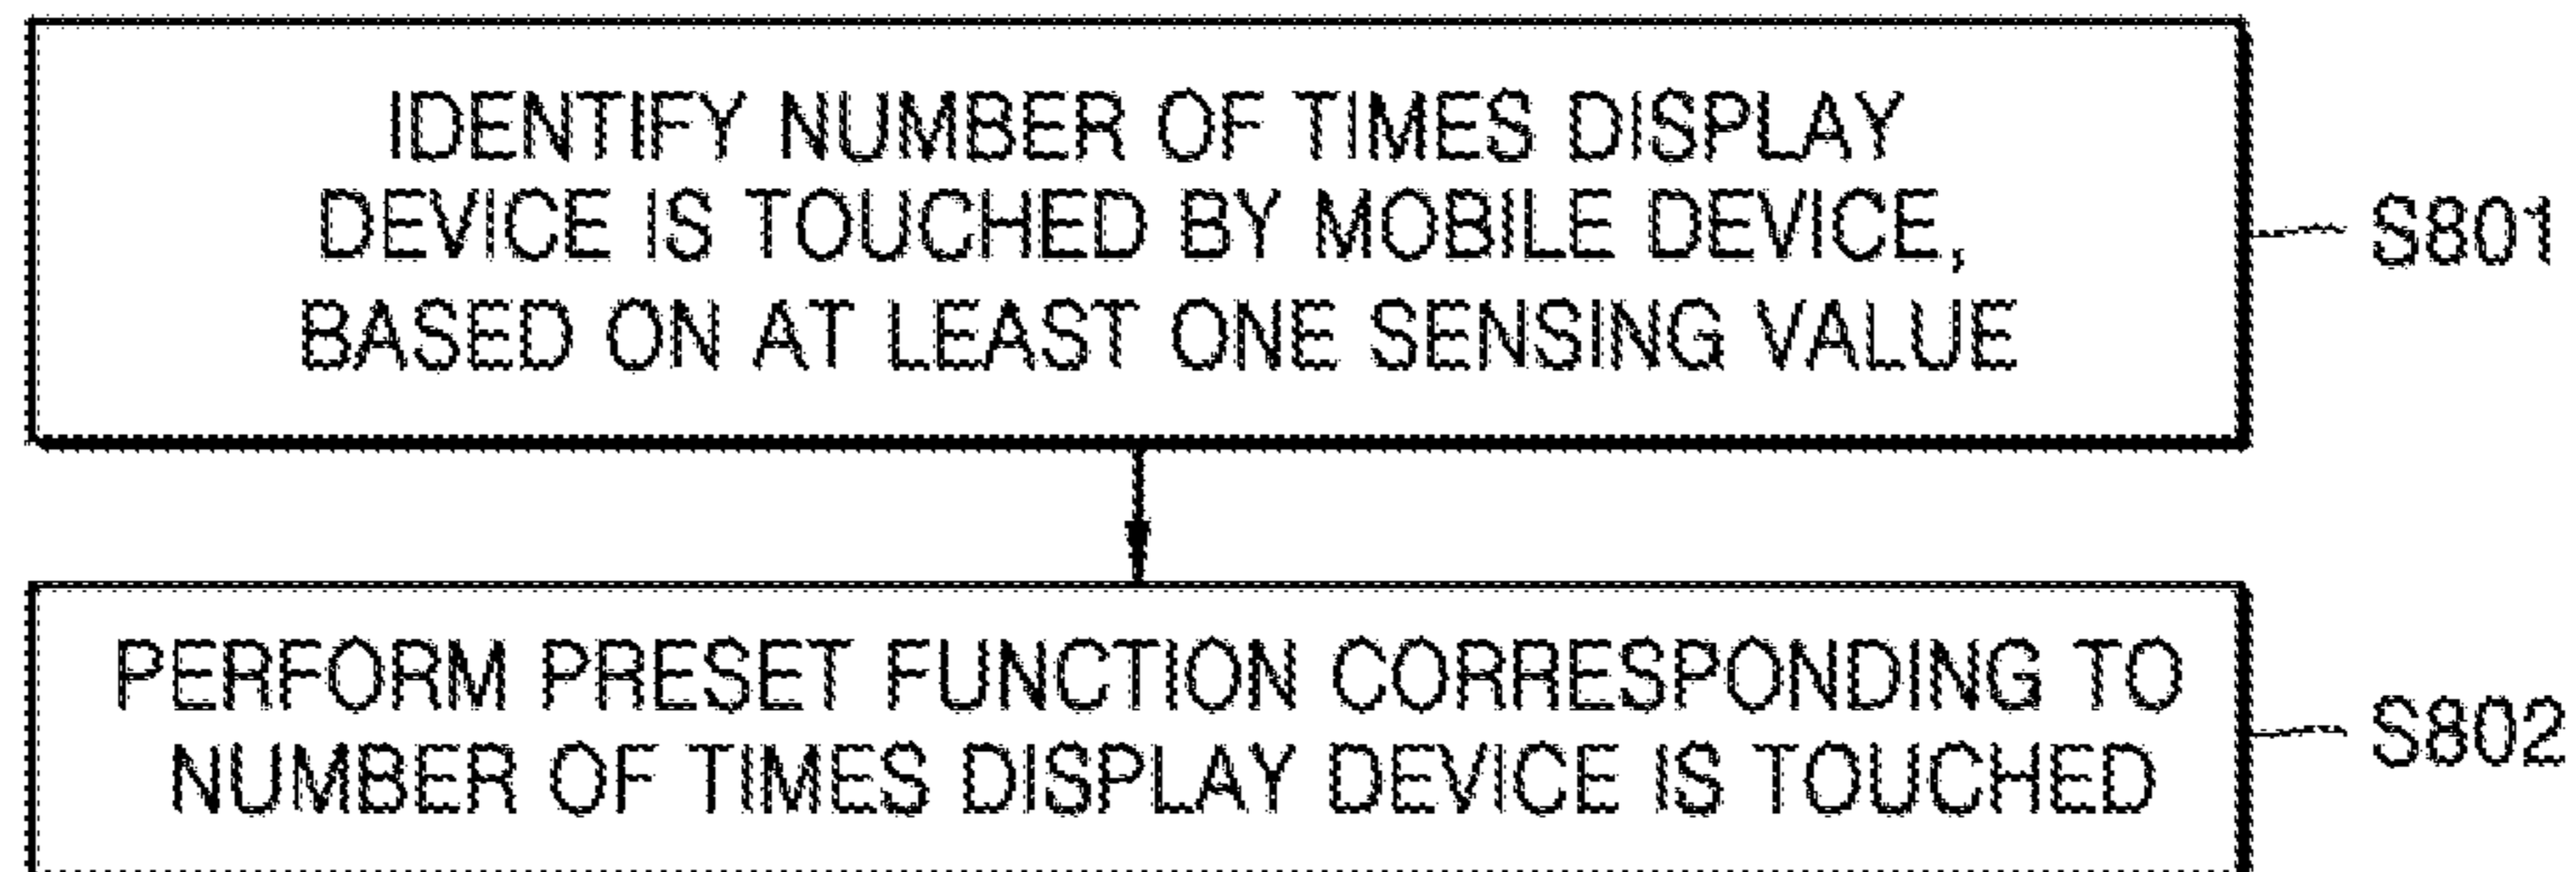 IDENTIFY NUMBER OF TIMES DISPLAY
DEVICE IS TOUCHED BY MOBILE DEVICE,
BASED ON AT LEAST ONE SENSING VALUE
S801
PERFORM PRESET FUNCTION CORRESPONDING TO
NUMBER OF TIMES DISPLAY DEVICE IS TOUCHED
S802